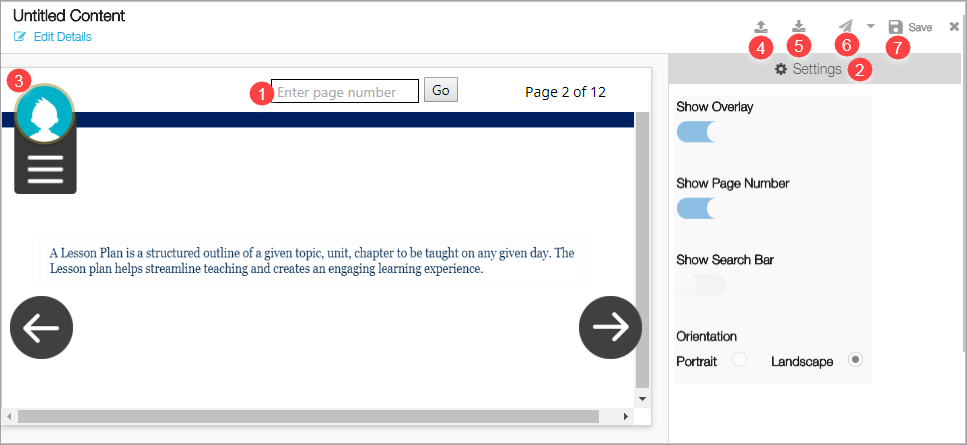 Untitled Content
Edit Details
4
5
6
7
Save
Settings
2
3
1
Enter page number
Go
Page 2 of 12
A Lesson Plan is a structured outline of a given topic, unit, chapter to be taught on any given day. The
Lesson plan helps streamline teaching and creates an engaging learning experience.
Show Overlay
Show Page Number
Show Search Bar
Orientation
Portrait
Landscape